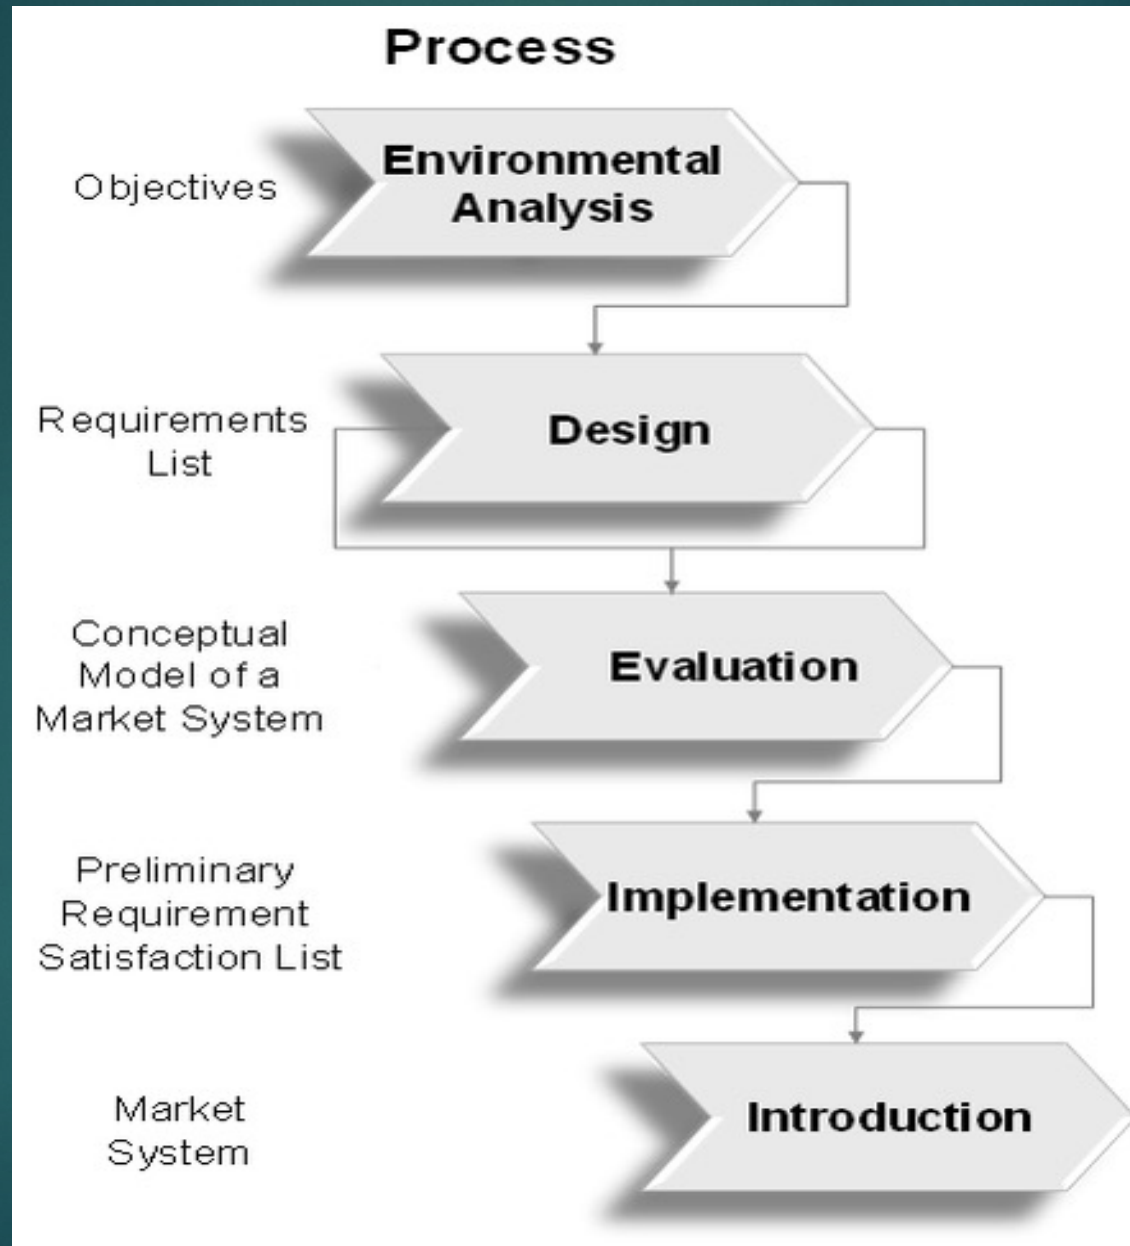 Process
Objectives
Environmental
Analysis
Requirements
List
Design
Conceptual
Model of a
Market System
Evaluation
Preliminary
Requirement
Satisfaction List
Implementation
Market
System
Introduction